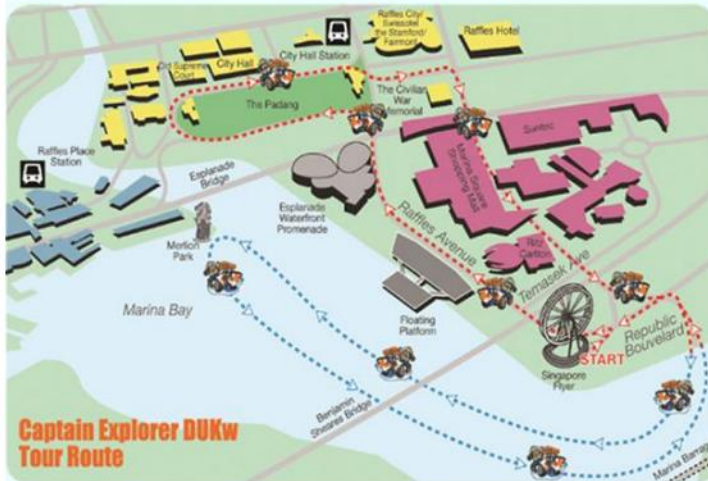 Raffles City/
Swissotel
the Stamford/
Fairmont
Raffles Hotel
City Hall Station
City Hall
Old Supreme
Court
The Padang
The Civilian
War
Memorial
Suntec
Raffles Place
Station
Esplanade
Bridge
Marina Square
Shopping Mall
Esplanade
Waterfront
Promenade
Raffles Avenue
Ritz
Carlton
Merlion
Park
Temasek Ave
Marina Bay
Floating
Platform
Republic
Bouvelard
START
Singapore
Flyer
Benjamin
Sheares Bridge
Captain Explorer DUKw
Tour Route
Marina Barrag